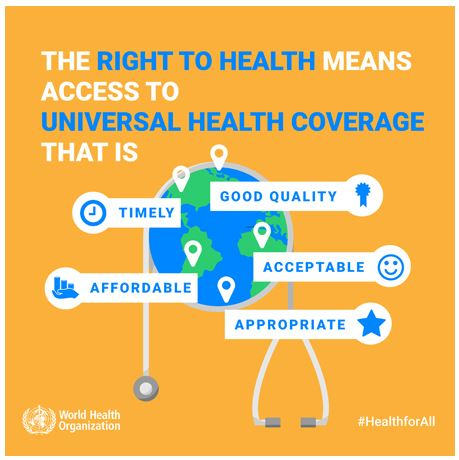 THE RIGHT TO HEALTH MEANS
ACCESS TO
UNIVERSAL HEALTH COVERAGE
THAT IS
GOOD QUALITY
TIMELY
ACCEPTABLE
AFFORDABLE
APPROPRIATE
World Health
Organization
#HealthforAll